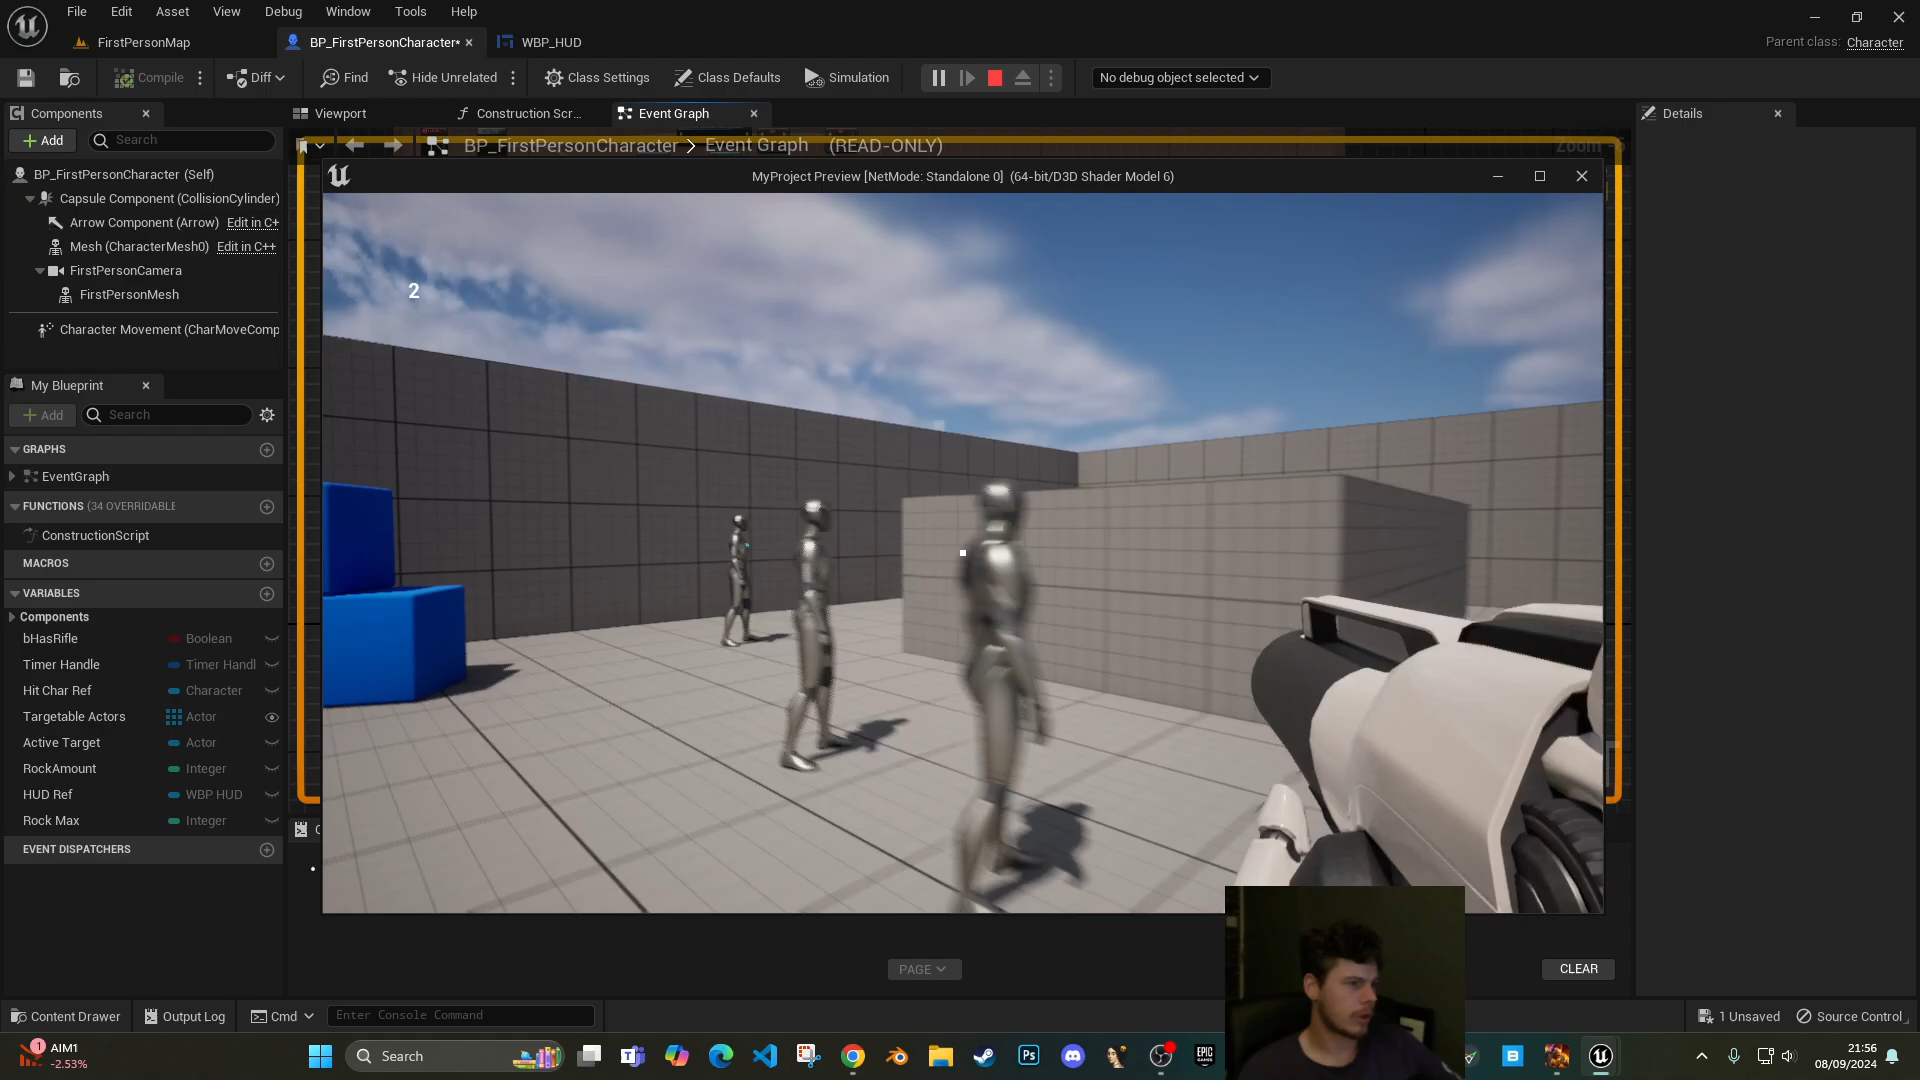 File Edit Asset View Debug Window Tools Help
FirstPersonMap BP_FirstPersonCharacter* WBP_HUD
Parent class: Character
Compile Diff Find Hide Unrelated Class Settings Class Defaults Simulation No debug object selected
Components Viewport Construction Scr... Event Graph Details
Add Search
BP_FirstPersonCharacter > Event Graph (READ-ONLY)
MyProject Preview [NetMode: Standalone 0] (64-bit/D3D Shader Model 6)
BP_FirstPersonCharacter (Self)
Capsule Component (CollisionCylinder)
Arrow Component (Arrow) Edit in C+
Mesh (CharacterMesh0) Edit in C++
FirstPersonCamera
FirstPersonMesh
Character Movement (CharMoveComp
2
My Blueprint
Add Search
GRAPHS
EventGraph
FUNCTIONS (34 OVERRIDABLE
ConstructionScript
MACROS
VARIABLES
Components
bHasRifle Boolean
Timer Handle Timer Handl
Hit Char Ref Character
Targetable Actors Actor
Active Target Actor
RockAmount Integer
HUD Ref WBP HUD
Rock Max Integer
EVENT DISPATCHERS
PAGE CLEAR
Content Drawer Output Log Cmd Enter Console Command 1 Unsaved Source Control
1 AIM1
-2.53%
Search
Ps
EPIC
B
21:56
08/09/2024